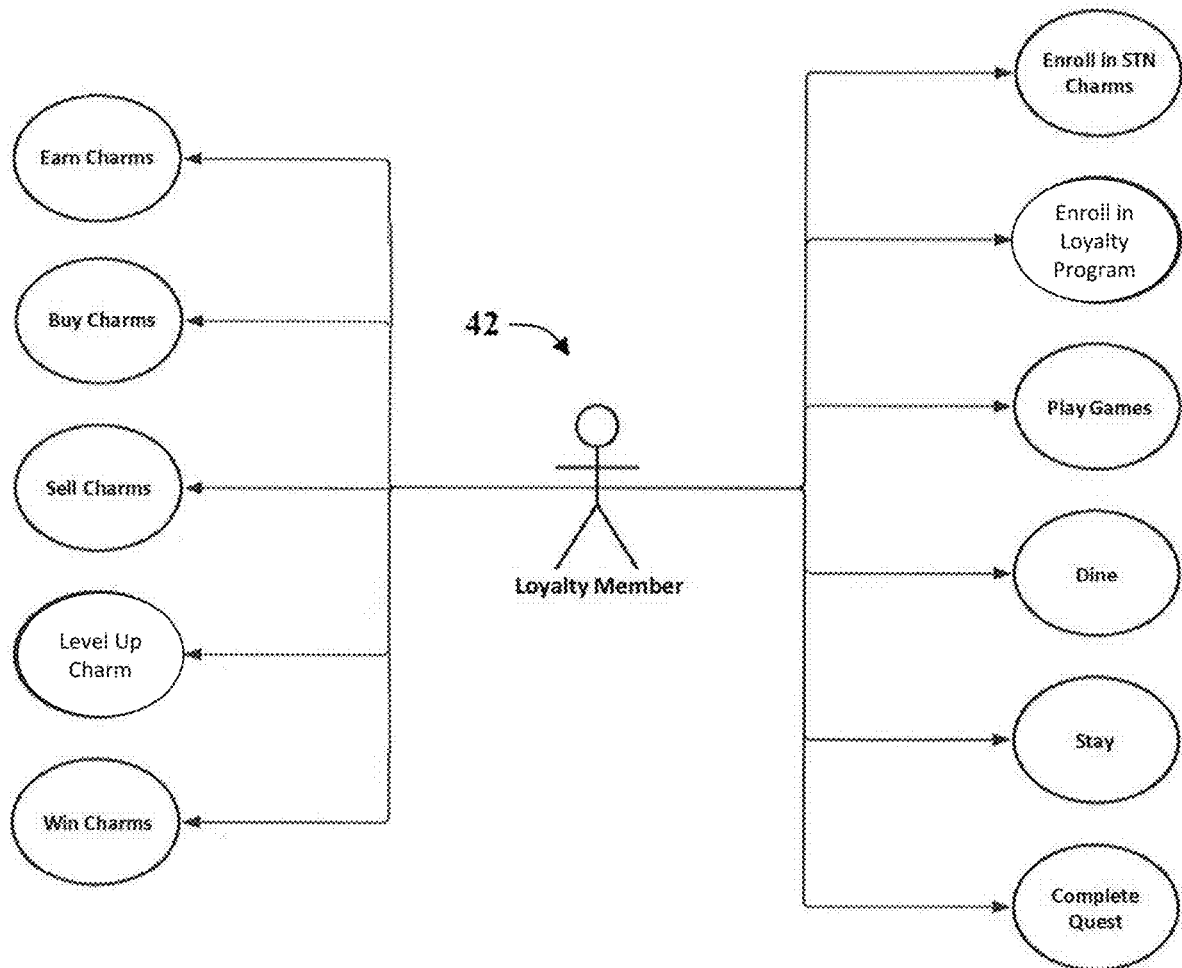 Earn Charms
Buy Charms
Sell Charms
Level Up
Charm
Win Charms
42
Loyalty Member
Enroll in STN
Charms
Enroll in
Loyalty
Program
Play Games
Dine
Stay
Complete
Quest